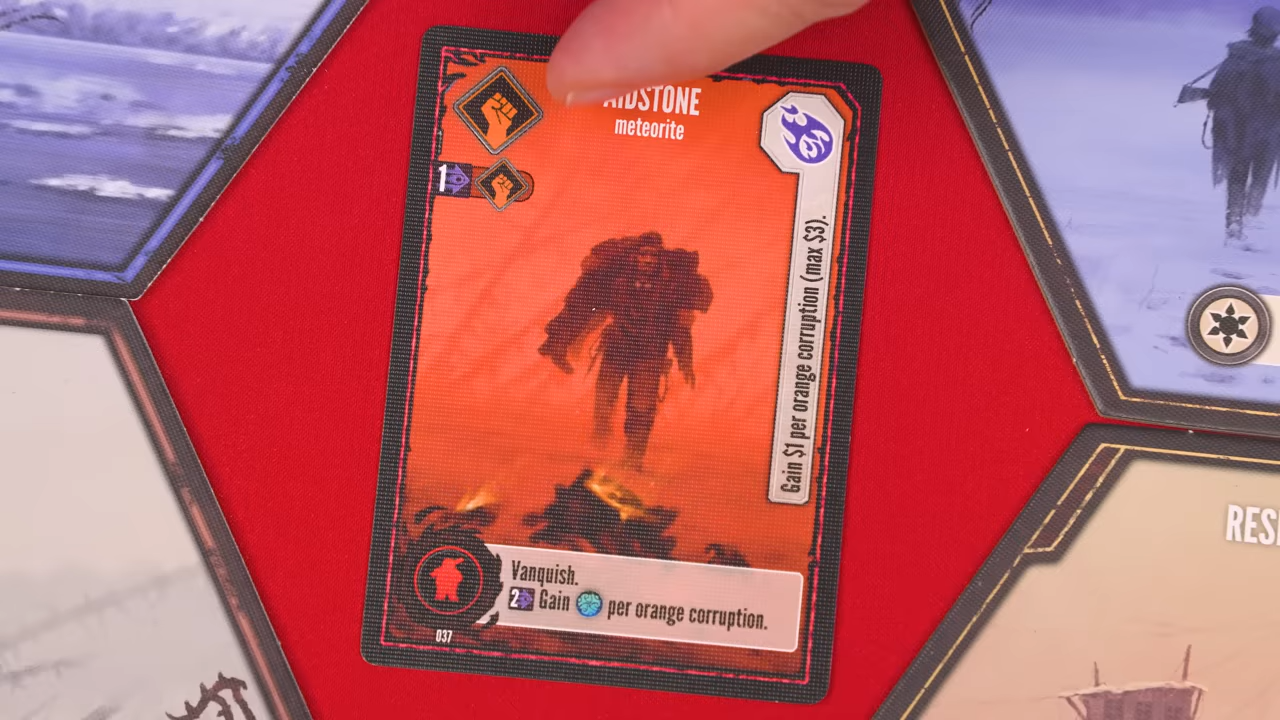 AIDSTONE
meteorite
1
Gain $1 per orange corruption (max $3).
Vanquish.
2 Gain per orange corruption.
037
RES